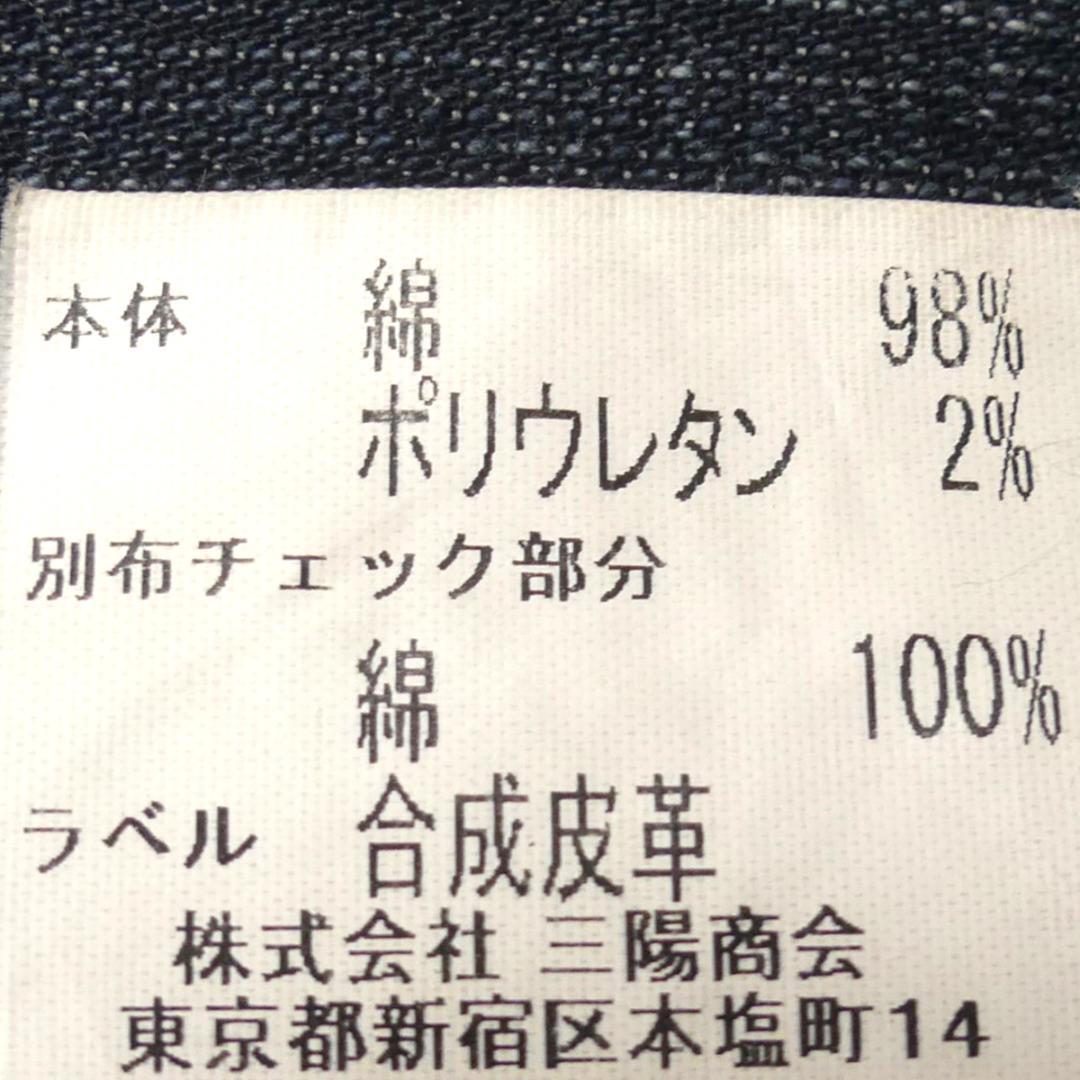 本体 綿 98%
ポリウレタン 2%
別布チェック部分
綿 100%
ラベル 合成皮革
株式会社 三陽商会
東京都新宿区本塩町14